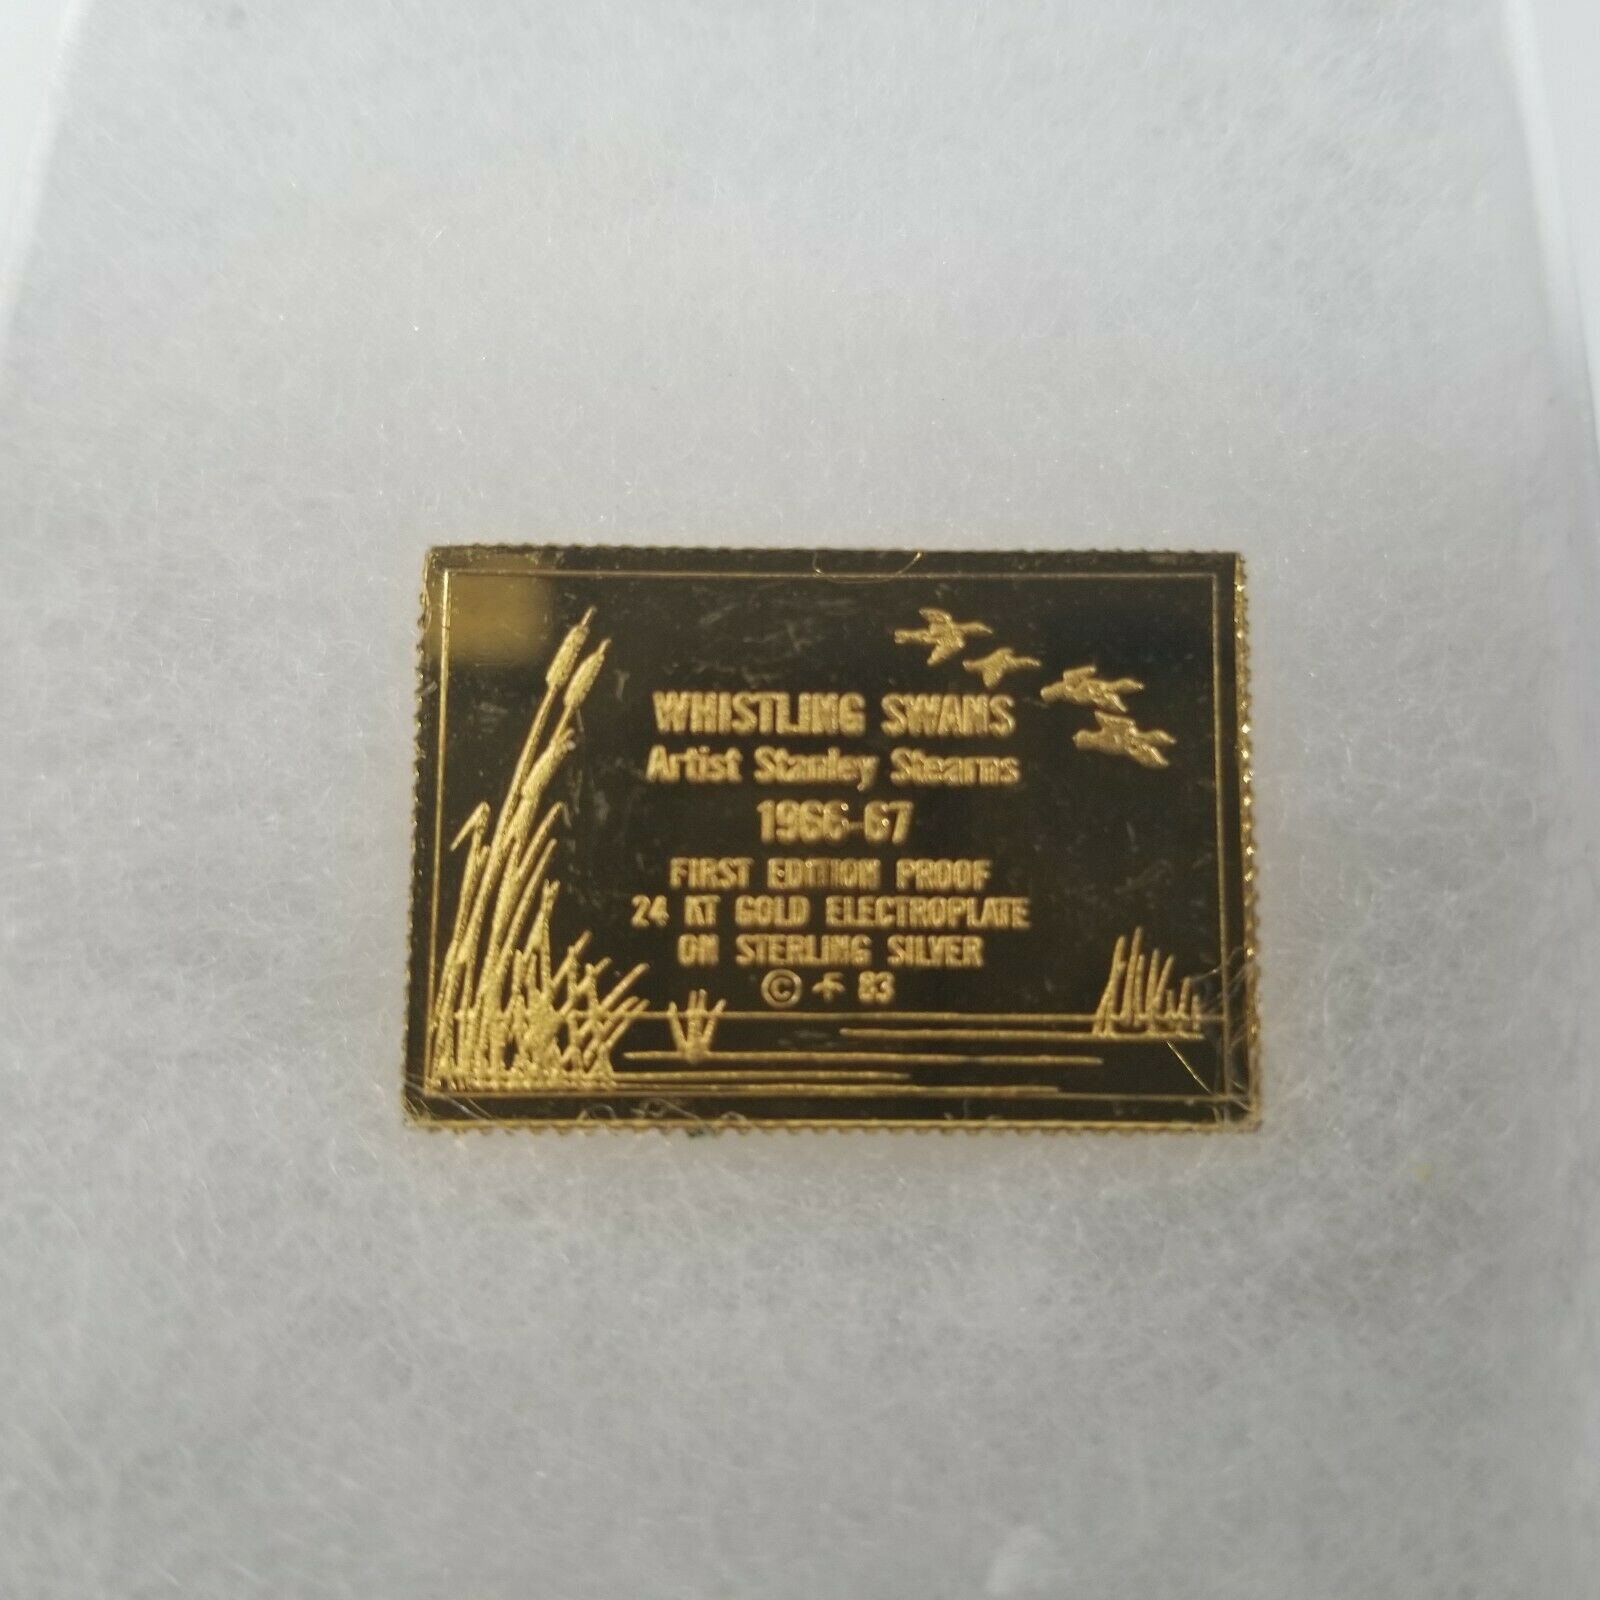 WHISTLING SWANS
Artist Stanley Stearns
1966-67
FIRST EDITION PROOF
24 KT GOLD ELECTROPLATE
ON STERLING SILVER
© 83